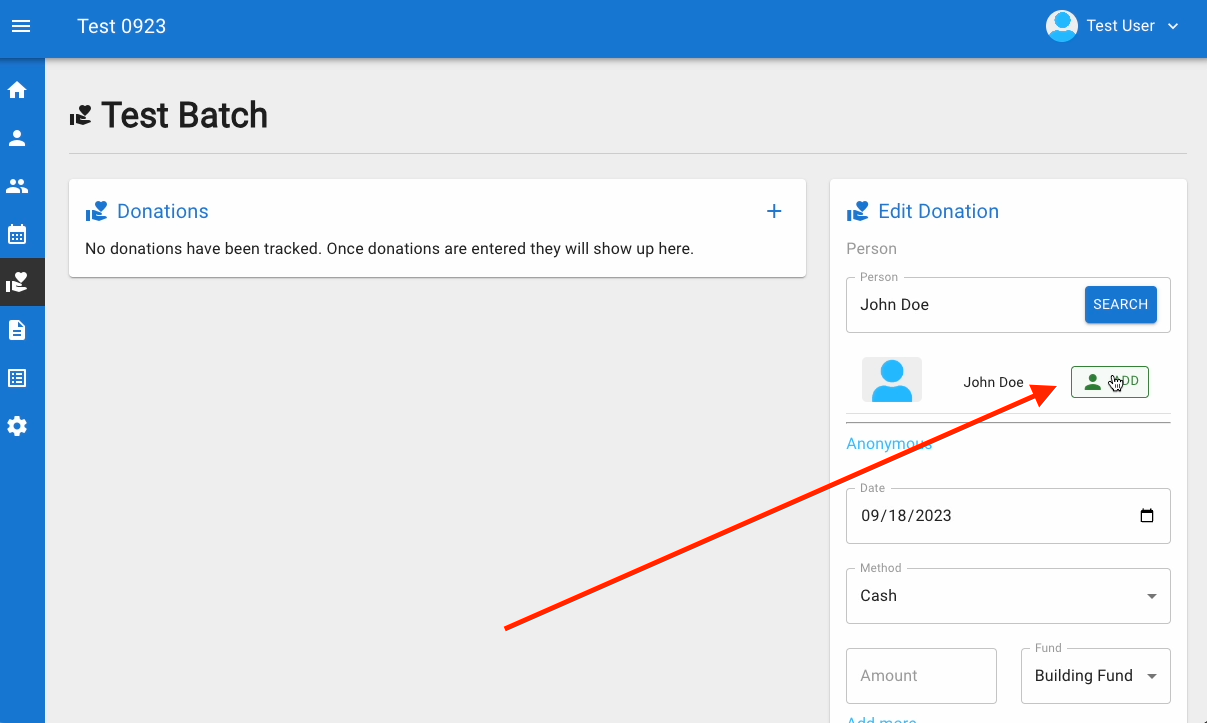 Test 0923
Test User
Test Batch
Donations
No donations have been tracked. Once donations are entered they will show up here.
Edit Donation
Person
Person
John Doe
SEARCH
John Doe
ADD
Anonymous
Date
09/18/2023
Method
Cash
Amount
Fund
Building Fund
Add more